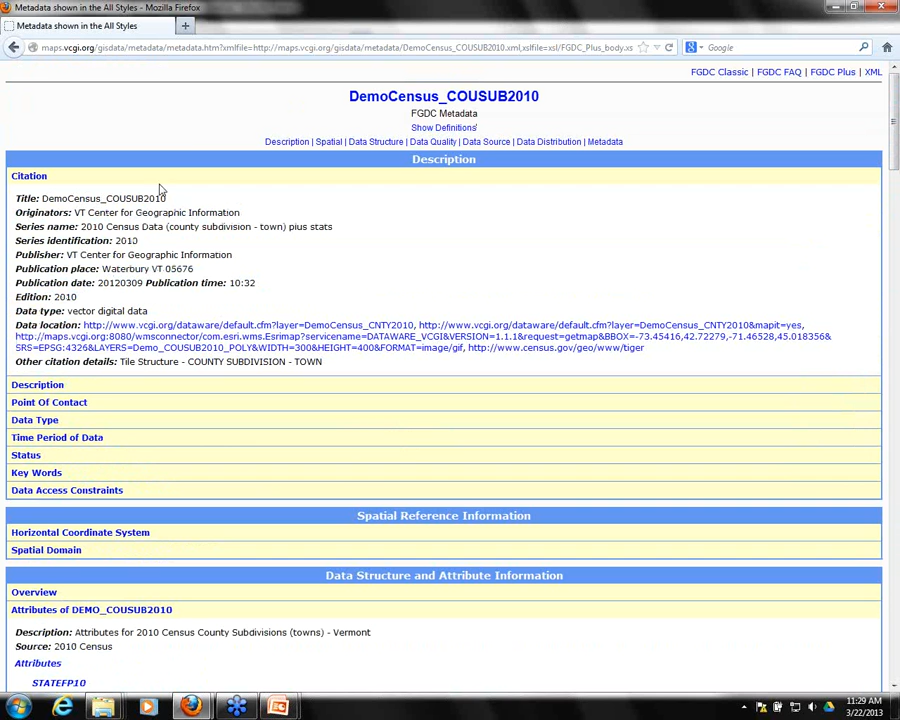 Metadata shown in the All Styles - Mozilla Firefox
Metadata shown in the All Styles
maps.vcgi.org/gisdata/metadata/metadata.htm?xmlfile=http://maps.vcgi.org/gisdata/metadata/DemoCensus_COUSUB2010.xml,xslfile=xsl/FGDC_Plus_body.xs
Google
FGDC Classic | FGDC FAQ | FGDC Plus | XML
DemoCensus_COUSUB2010
FGDC Metadata
Show Definitions
Description | Spatial | Data Structure | Data Quality | Data Source | Data Distribution | Metadata
Description
Citation
Title: DemoCensus_COUSUB2010
Originators: VT Center for Geographic Information
Series name: 2010 Census Data (county subdivision - town) plus stats
Series identification: 2010
Publisher: VT Center for Geographic Information
Publication place: Waterbury VT 05676
Publication date: 20120309 Publication time: 10:32
Edition: 2010
Data type: vector digital data
Data location: http://www.vcgi.org/dataware/default.cfm?layer=DemoCensus_CNTY2010, http://www.vcgi.org/dataware/default.cfm?layer=DemoCensus_CNTY2010&mapit=yes,
http://maps.vcgi.org:8080/wmsconnector/com.esri.wms.Esrimap?servicename=DATAWARE_VCGI&VERSION=1.1.1&request=getmap&BBOX=-73.45416,42.72279,-71.46528,45.018356&
SRS=EPSG:4326&LAYERS=Demo_COUSUB2010_POLY&WIDTH=300&HEIGHT=400&FORMAT=image/gif, http://www.census.gov/geo/www/tiger
Other citation details: Tile Structure - COUNTY SUBDIVISION - TOWN
Description
Point Of Contact
Data Type
Time Period of Data
Status
Key Words
Data Access Constraints
Spatial Reference Information
Horizontal Coordinate System
Spatial Domain
Data Structure and Attribute Information
Overview
Attributes of DEMO_COUSUB2010
Description: Attributes for 2010 Census County Subdivisions (towns) - Vermont
Source: 2010 Census
Attributes
STATEFP10
11:29 AM
3/22/2013